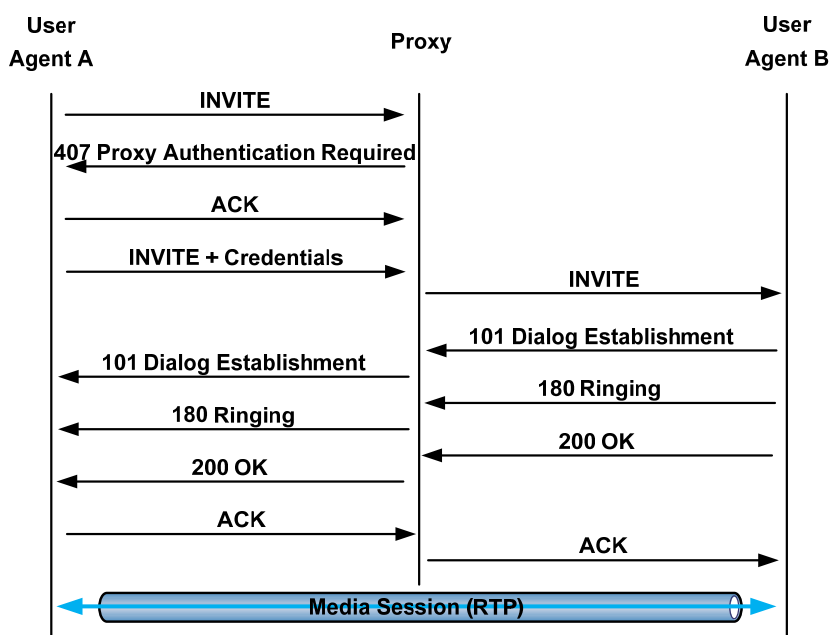 User
Agent A
Proxy
User
Agent B
INVITE
407 Proxy Authentication Required
ACK
INVITE + Credentials
INVITE
101 Dialog Establishment
101 Dialog Establishment
180 Ringing
180 Ringing
200 OK
200 OK
ACK
ACK
Media Session (RTP)